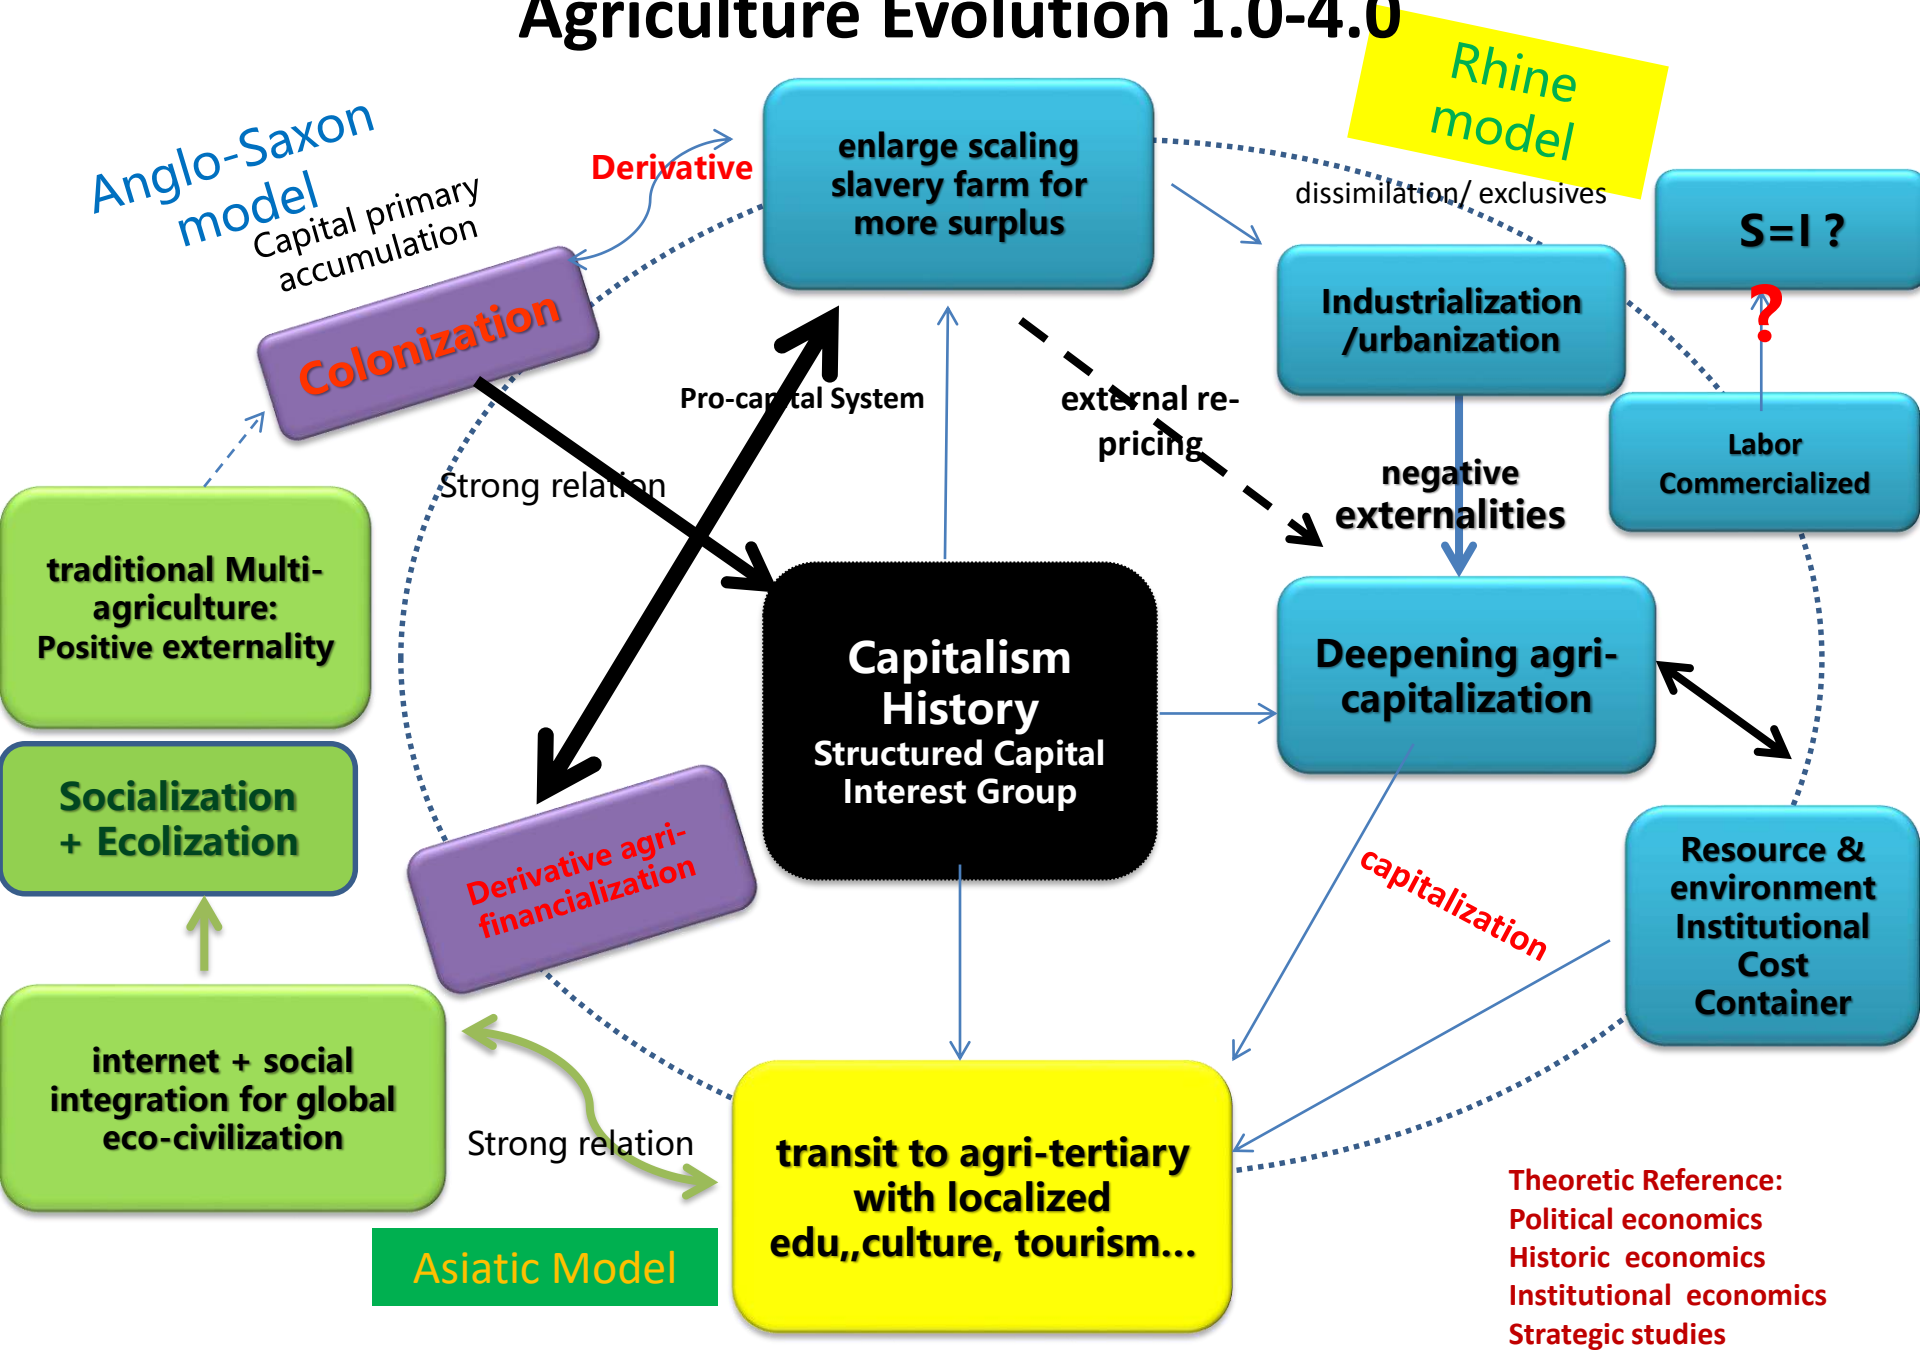 Agriculture Evolution 1.0-4.0
Anglo-Saxon
model
Capital primary
accumulation
Colonization
Derivative
enlarge scaling
slavery farm for
more surplus
Rhine
model
dissimilation/ exclusives
S=I ?
?
Industrialization
/urbanization
Labor
Commercialized
Pro-capital System
external re-
pricing
Strong relation
negative
externalities
traditional Multi-
agriculture:
Positive externality
Capitalism
History
Structured Capital
Interest Group
Deepening agri-
capitalization
Socialization
+ Ecolization
Derivative agri-
financialization
capitalization
Resource &
environment
Institutional
Cost
Container
internet + social
integration for global
eco-civilization
Strong relation
transit to agri-tertiary
with localized
edu,,culture, tourism...
Asiatic Model
Theoretic Reference:
Political economics
Historic economics
Institutional economics
Strategic studies